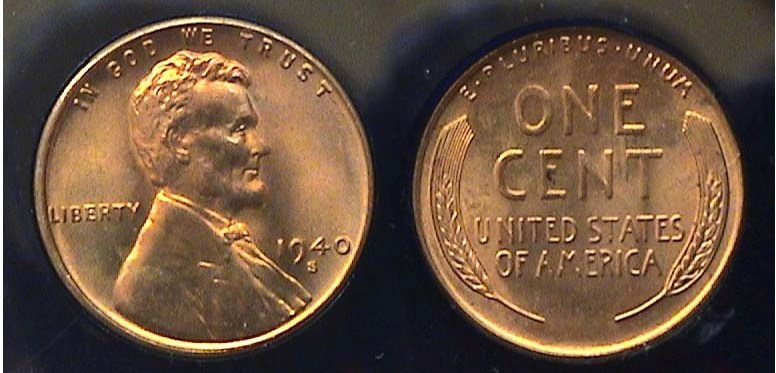 IN GOD WE TRUST
LIBERTY
1940
S
E·PLURIBUS·UNUM
ONE
CENT
UNITED STATES
OF AMERICA